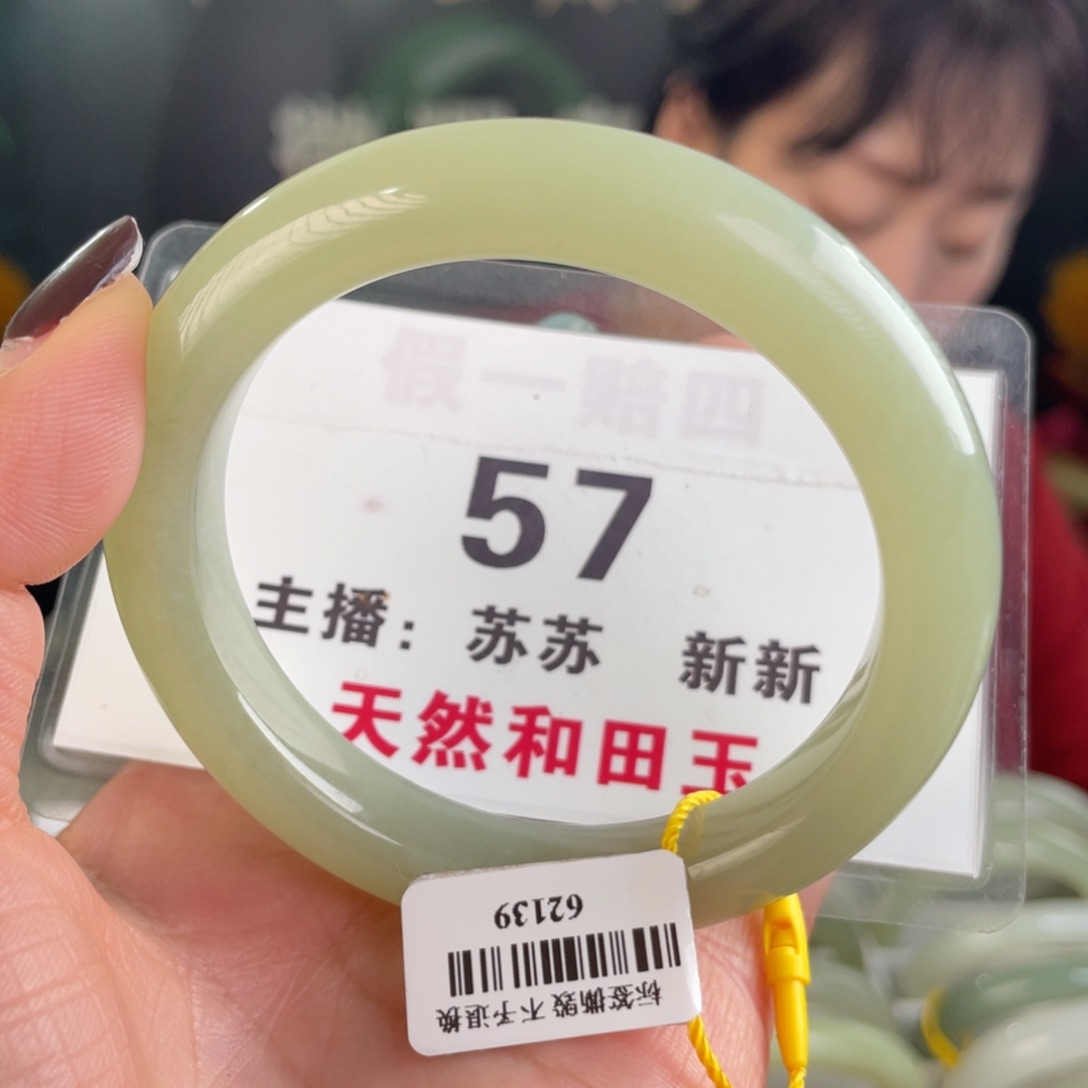 假一赔四
57
主播：苏苏 新新
天然和田玉
62139
标签撕毁 不予退换